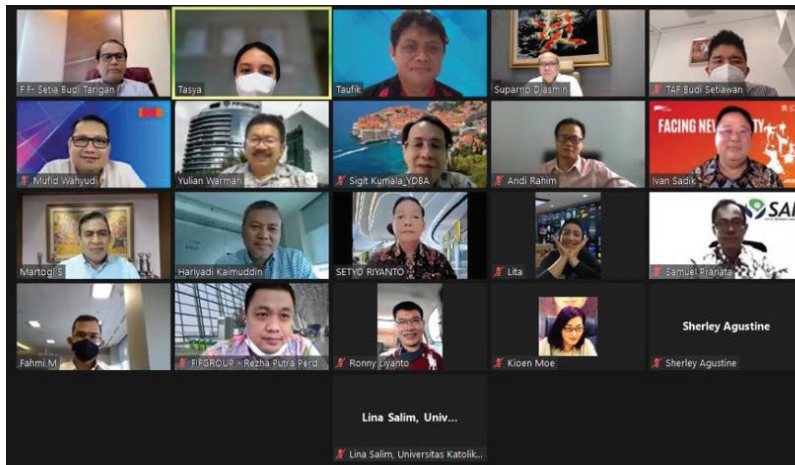 F F- Setia Budi Tarigan
Tasya
Taufik
Suparno Djasmin
TAF Budi Setiawan
Mufid Wahyudi
Yulian Warman
Sigit Kumala_YDBA
Andi Rahim
FACING NEW
Ivan Sadik
Martogi S
Hariyadi Kaimuddin
SETYO RIYANTO
Lita
Samuel Pranata
Fahmi M
FIFGROUP - Rezha Putra Perd
Ronny Liyanto
Kioen Moe
Sherley Agustine
Sherley Agustine
Lina Salim, Univ...
Lina Salim, Universitas Katolik...